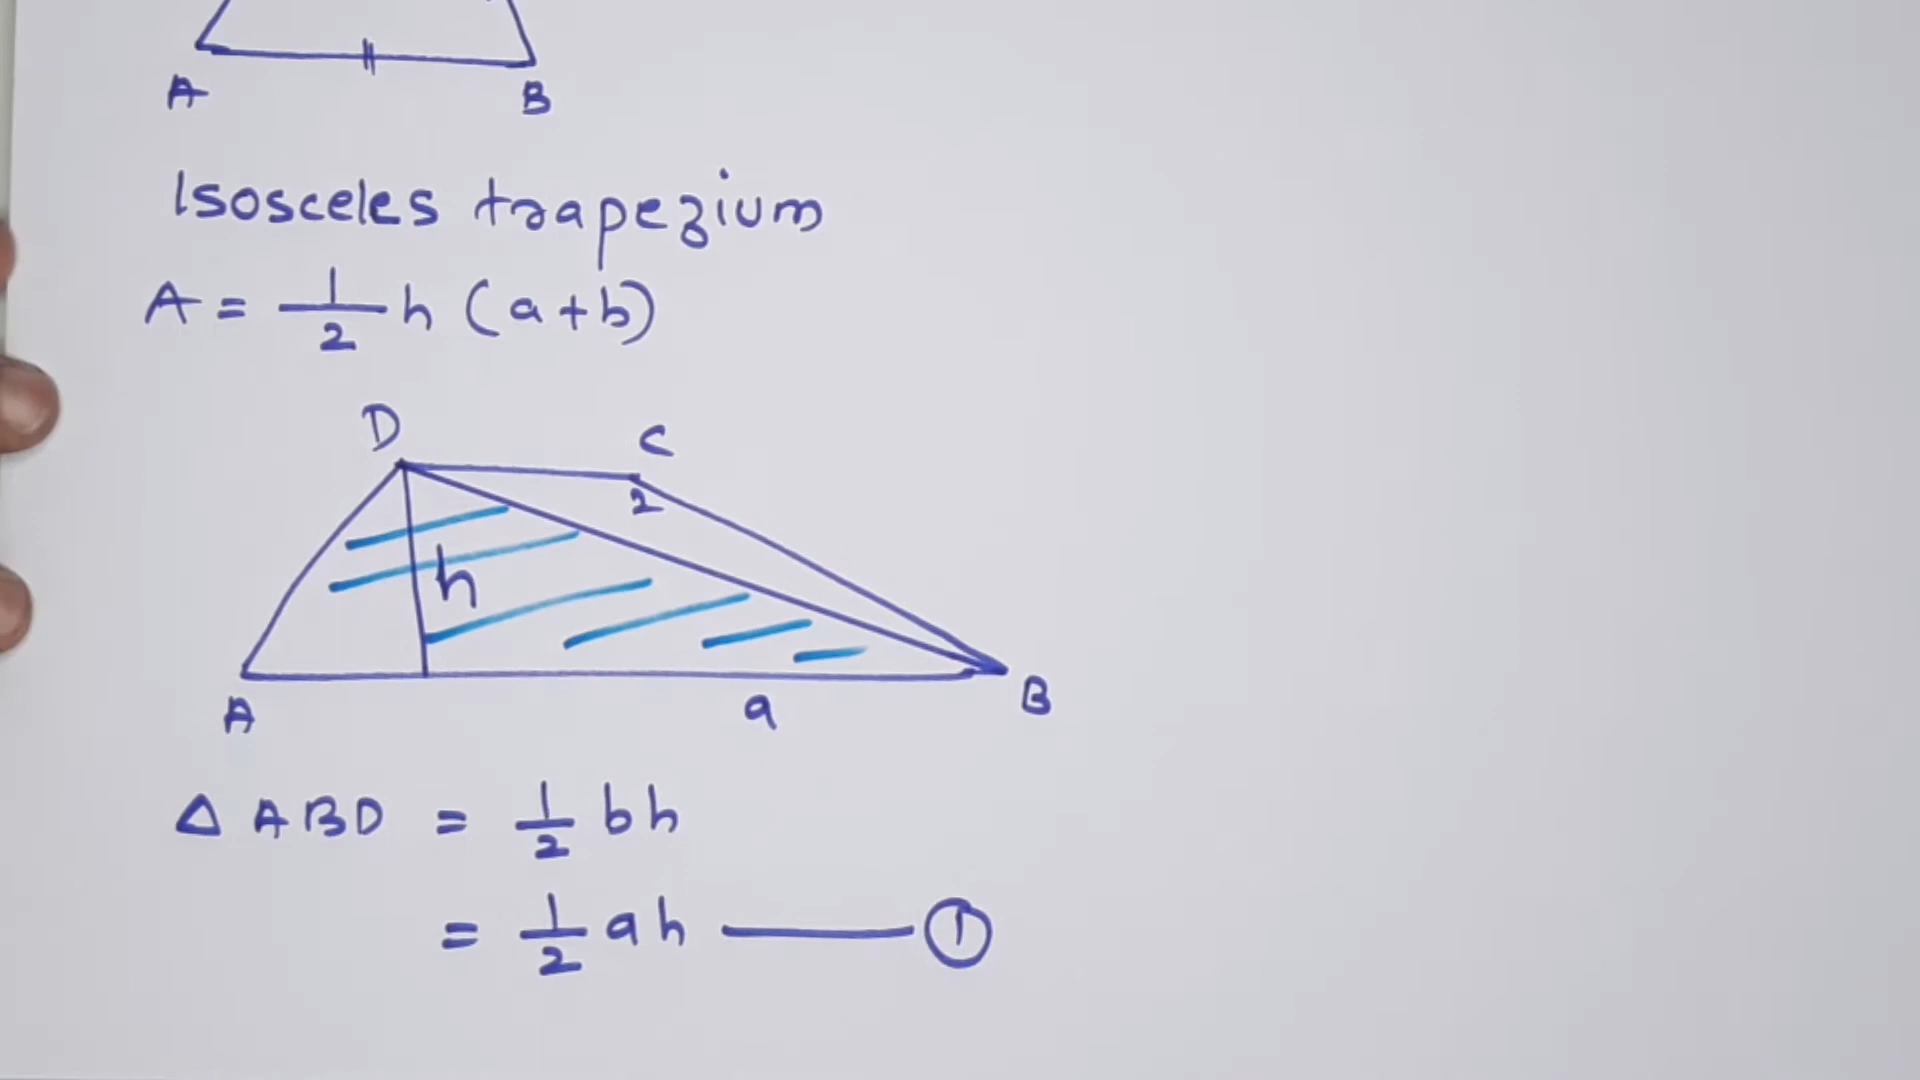 A B
Isosceles trapezium
A = 1/2 h (a+b)
D C
2
h
A a B
Δ ABD = 1/2 bh
= 1/2 ah —— ①